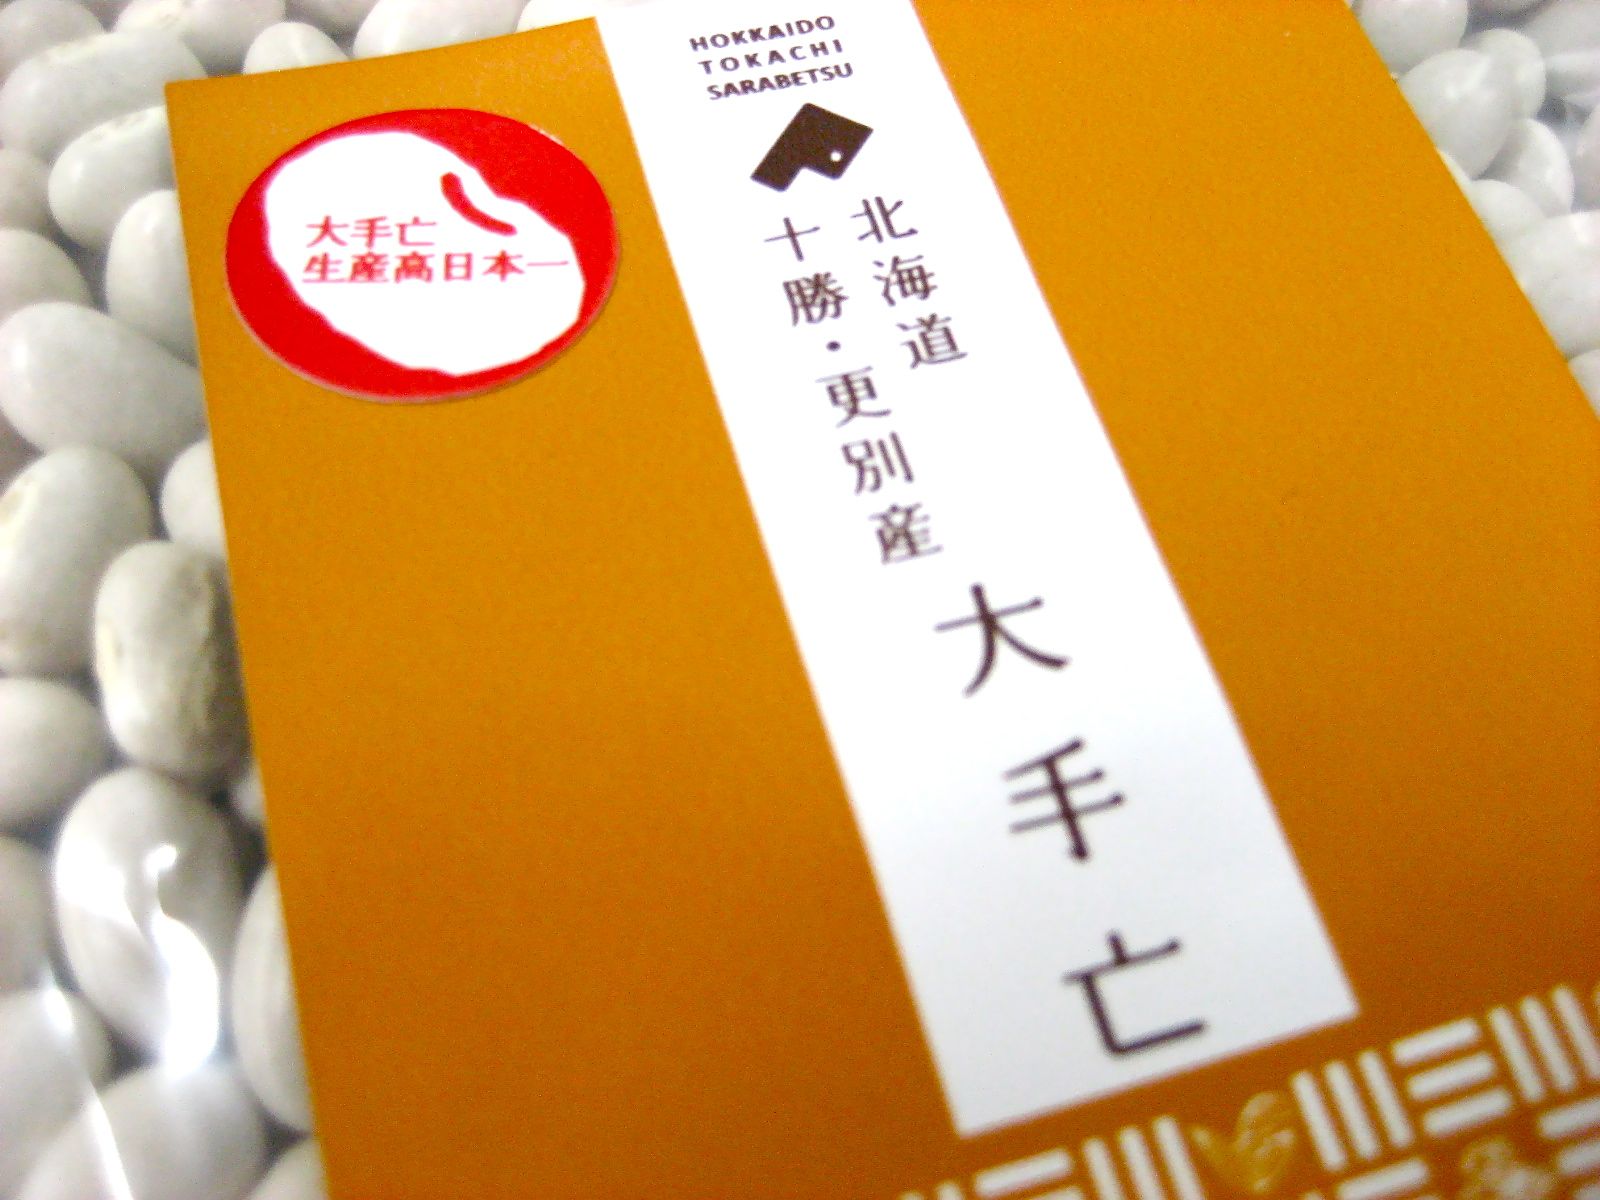 HOKKAIDO
TOKACHI
SARABETSU
大手亡
生産高日本一
北海道
十勝・更別産
大手亡